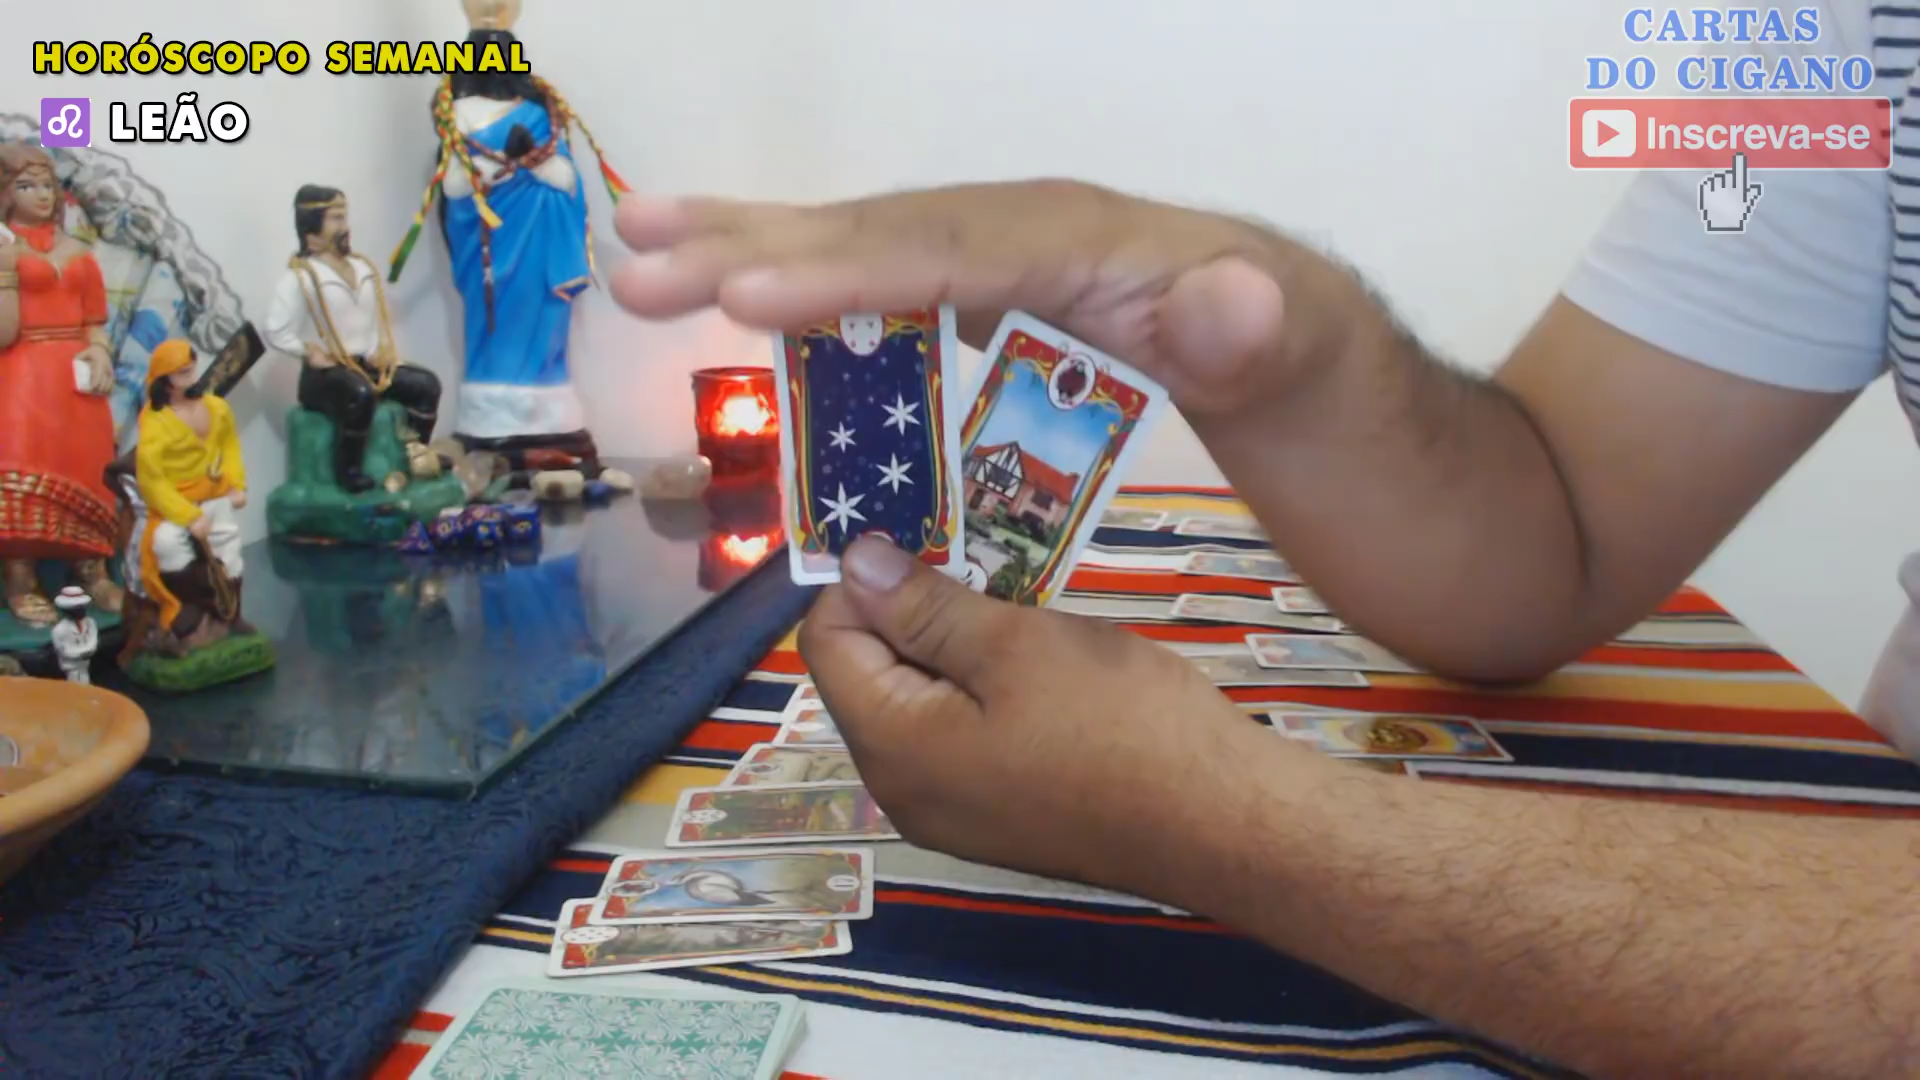 HORÓSCOPO SEMANAL
♌ LEÃO
CARTAS
DO CIGANO
Inscreva-se